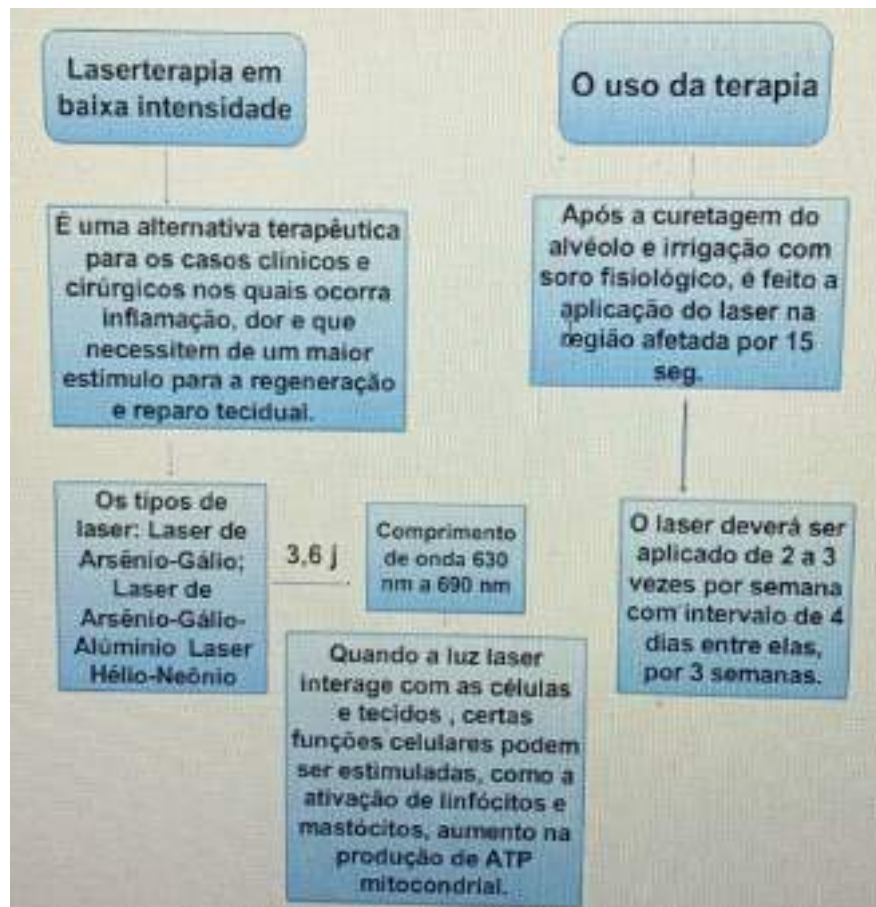 Laserterapia em
baixa intensidade
É uma alternativa terapêutica
para os casos clínicos e
cirúrgicos nos quais ocorra
inflamação, dor e que
necessitem de um maior
estímulo para a regeneração
e reparo tecidual.
Os tipos de
laser: Laser de
Arsênio-Gálio;
Laser de
Arsênio-Gálio-
Alúminio Laser
Hélio-Neônio
3,6 j
Comprimento
de onda 630
nm a 690 nm
Quando a luz laser
interage com as células
e tecidos , certas
funções celulares podem
ser estimuladas, como a
ativação de linfócitos e
mastócitos, aumento na
produção de ATP
mitocondrial.
O uso da terapia
Após a curetagem do
alvéolo e irrigação com
soro fisiológico, é feito a
aplicação do laser na
região afetada por 15
seg.
O laser deverá ser
aplicado de 2 a 3
vezes por semana
com intervalo de 4
dias entre elas,
por 3 semanas.